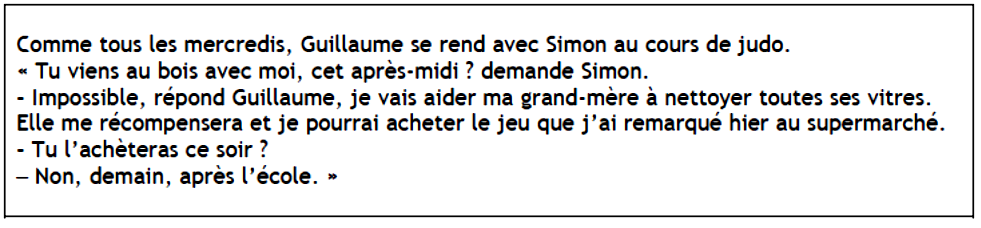 Comme tous les mercredis, Guillaume se rend avec Simon au cours de judo.
« Tu viens au bois avec moi, cet après-midi ? demande Simon.
- Impossible, répond Guillaume, je vais aider ma grand-mère à nettoyer toutes ses vitres.
Elle me récompensera et je pourrai acheter le jeu que j’ai remarqué hier au supermarché.
- Tu l’achèteras ce soir ?
– Non, demain, après l’école. »